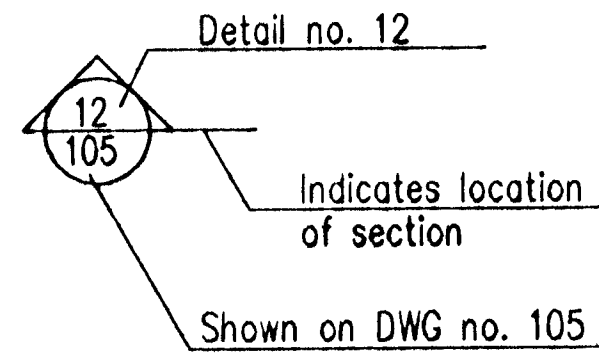 Detail no. 12
12
105
Indicates location
of section
Shown on DWG no. 105